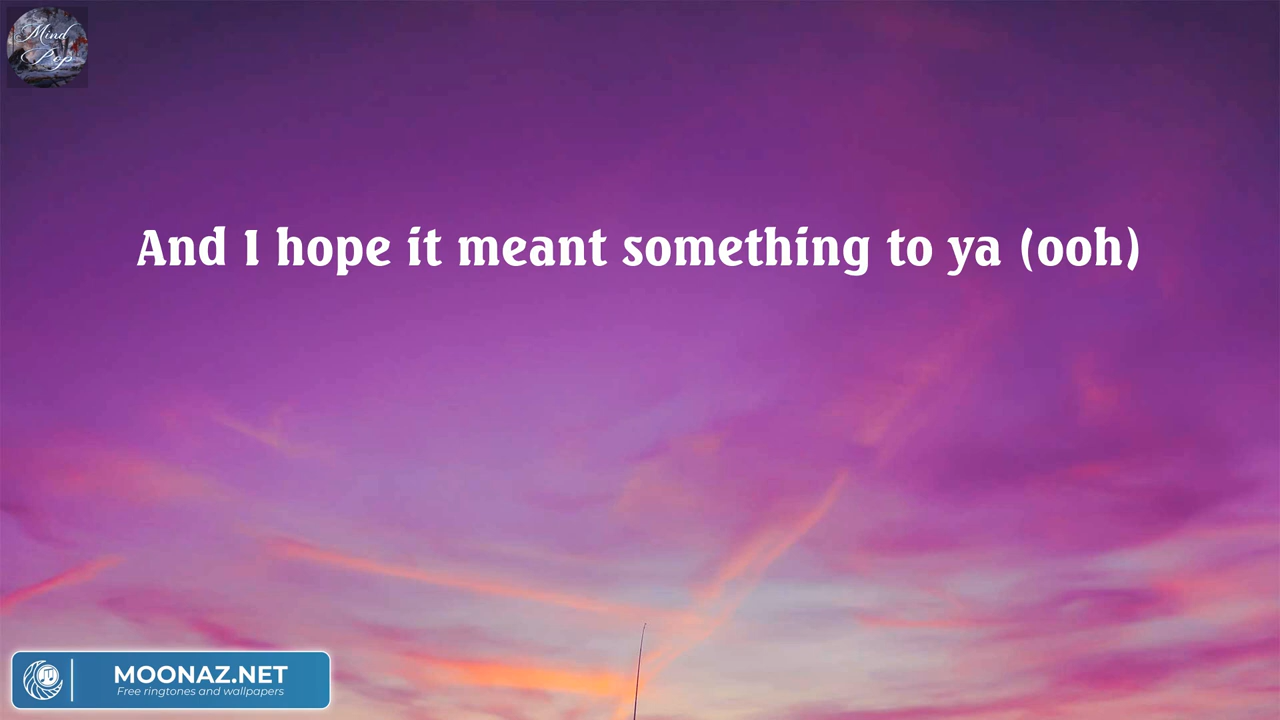 Mind
Pop
And I hope it meant something to ya (ooh)
MOONAZ.NET
Free ringtones and wallpapers